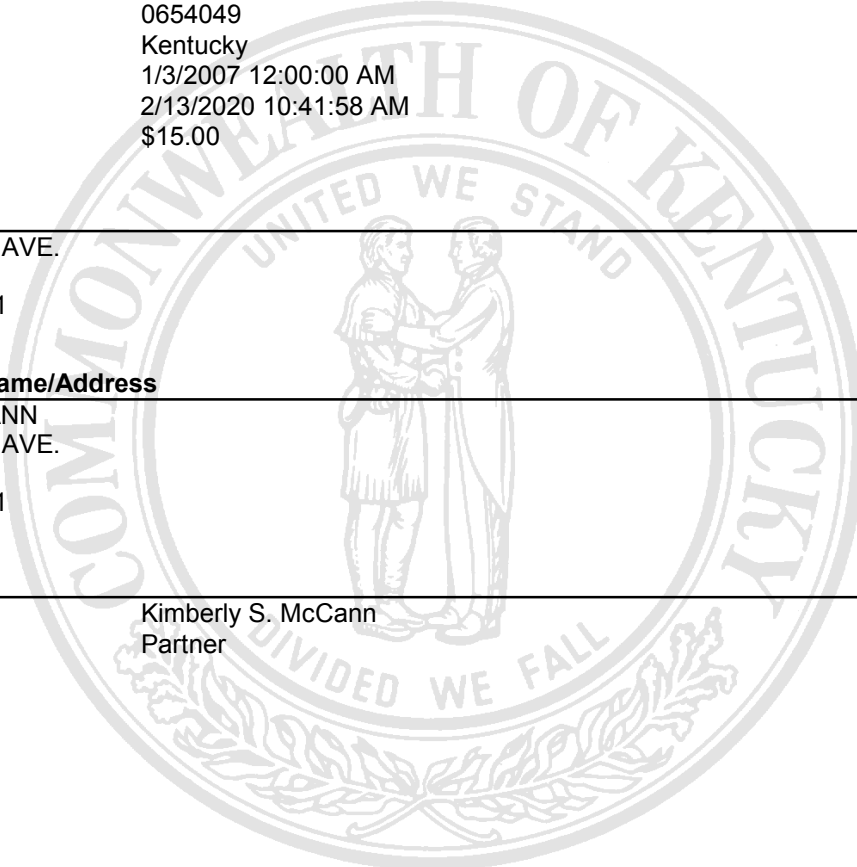 0654049
Kentucky
1/3/2007 12:00:00 AM
2/13/2020 10:41:58 AM
$15.00
COMMONWEALTH OF KENTUCKY
UNITED WE STAND
AVE.
1
ame/Address
NN
AVE.
1
Kimberly S. McCann
Partner
DIVIDED WE FALL